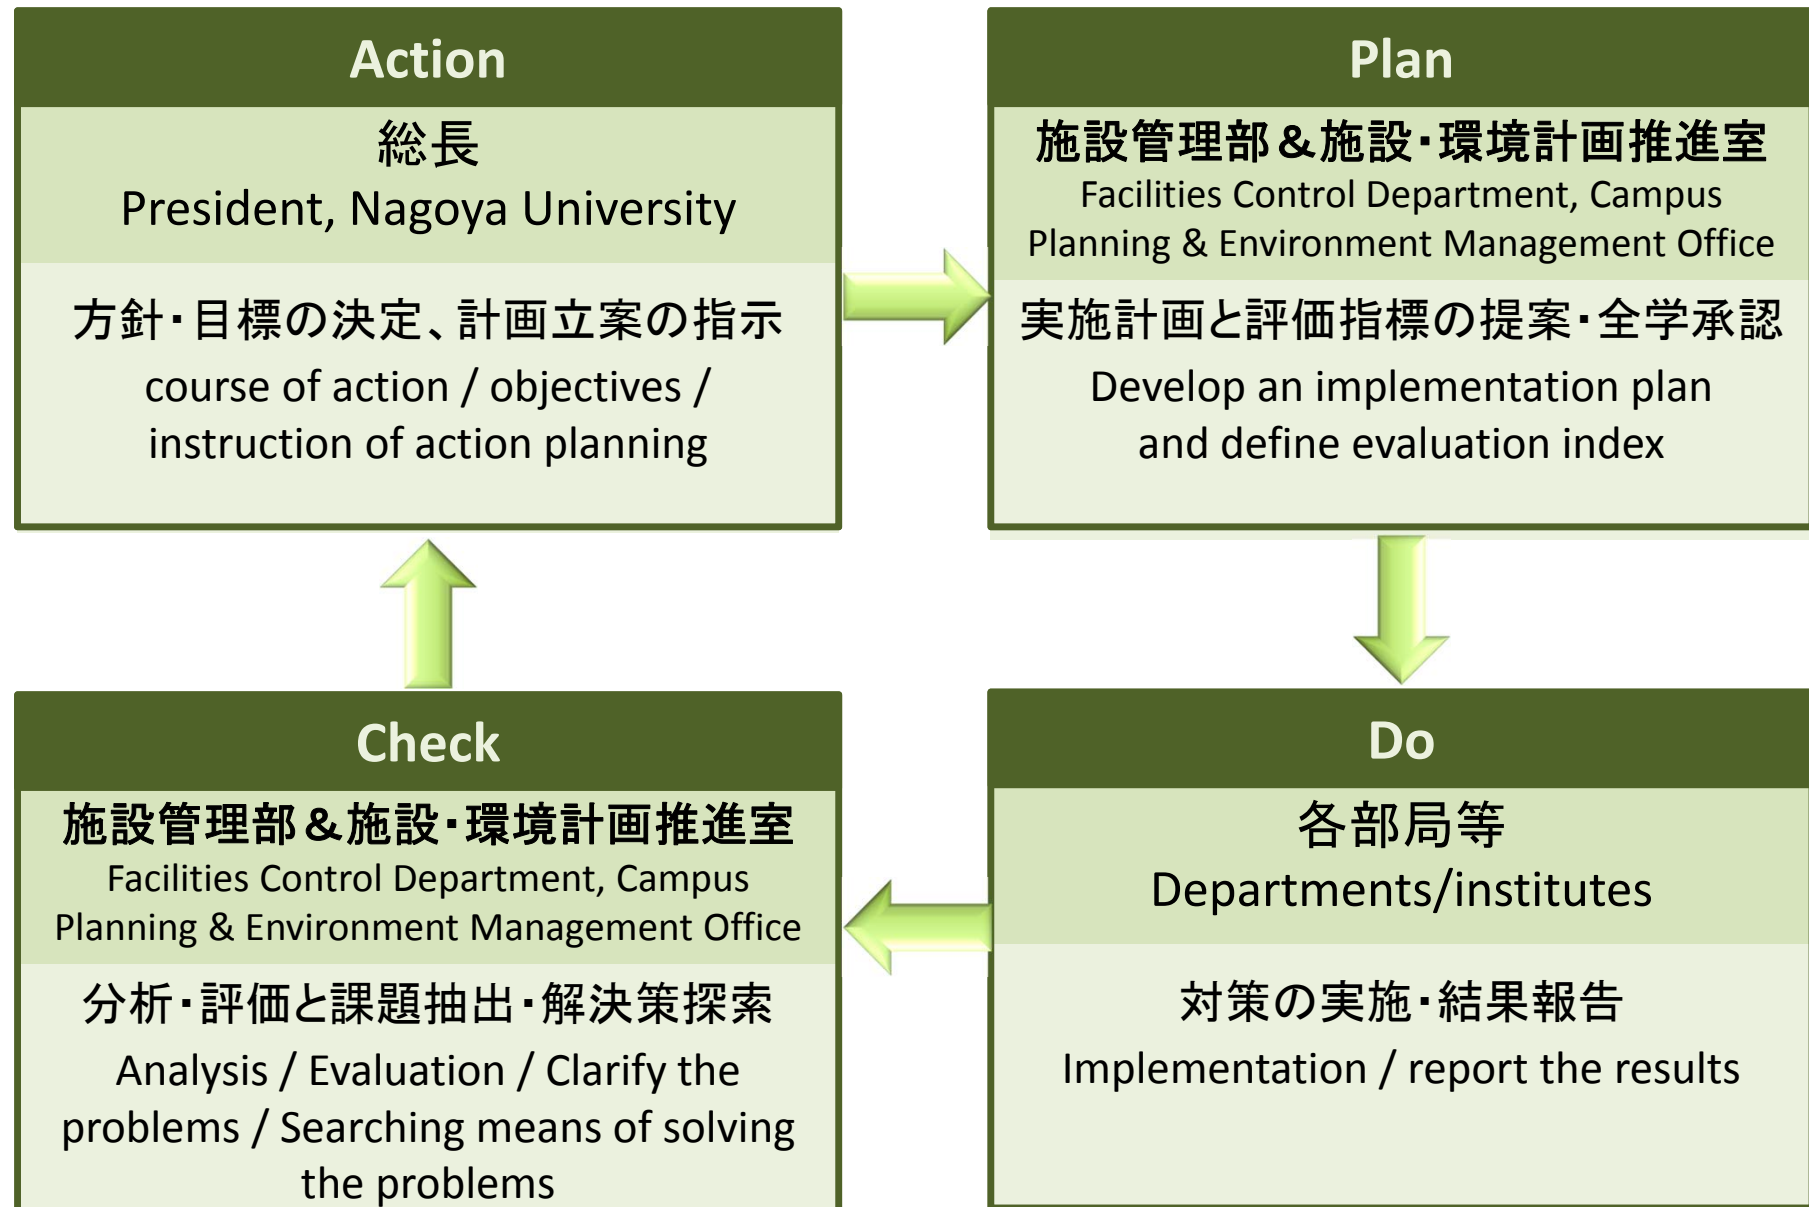 Action
総長
President, Nagoya University
方針・目標の決定、計画立案の指示
course of action / objectives /
instruction of action planning
Plan
施設管理部＆施設・環境計画推進室
Facilities Control Department, Campus
Planning & Environment Management Office
実施計画と評価指標の提案・全学承認
Develop an implementation plan
and define evaluation index
Check
施設管理部＆施設・環境計画推進室
Facilities Control Department, Campus
Planning & Environment Management Office
分析・評価と課題抽出・解決策探索
Analysis / Evaluation / Clarify the
problems / Searching means of solving
the problems
Do
各部局等
Departments/institutes
対策の実施・結果報告
Implementation / report the results